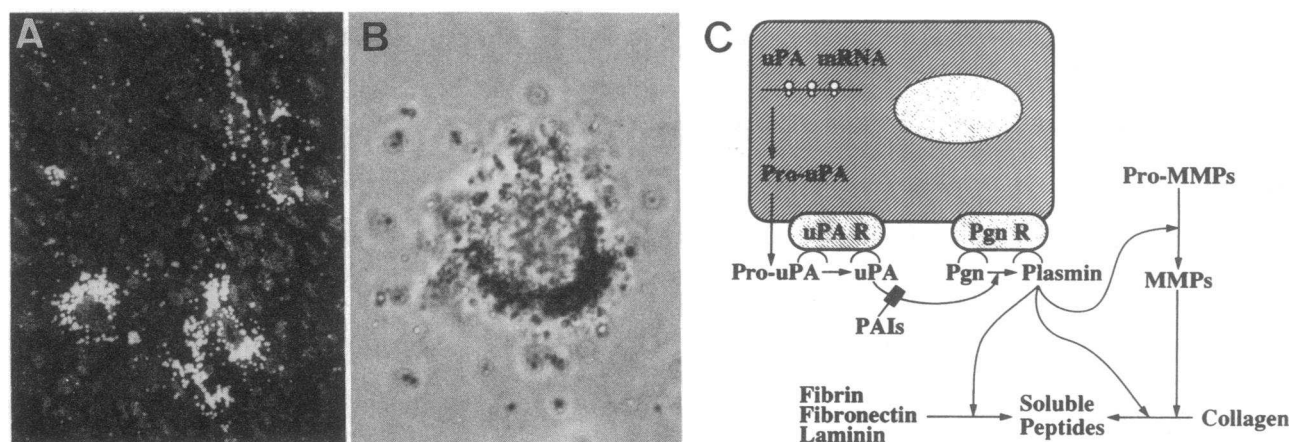 A
B
C
uPA mRNA
Pro-uPA
uPA R
Pgn R
Pro-MMPs
Pro-uPA
uPA
Pgn
Plasmin
MMPs
PAIs
Fibrin
Fibronectin
Laminin
Soluble
Peptides
Collagen